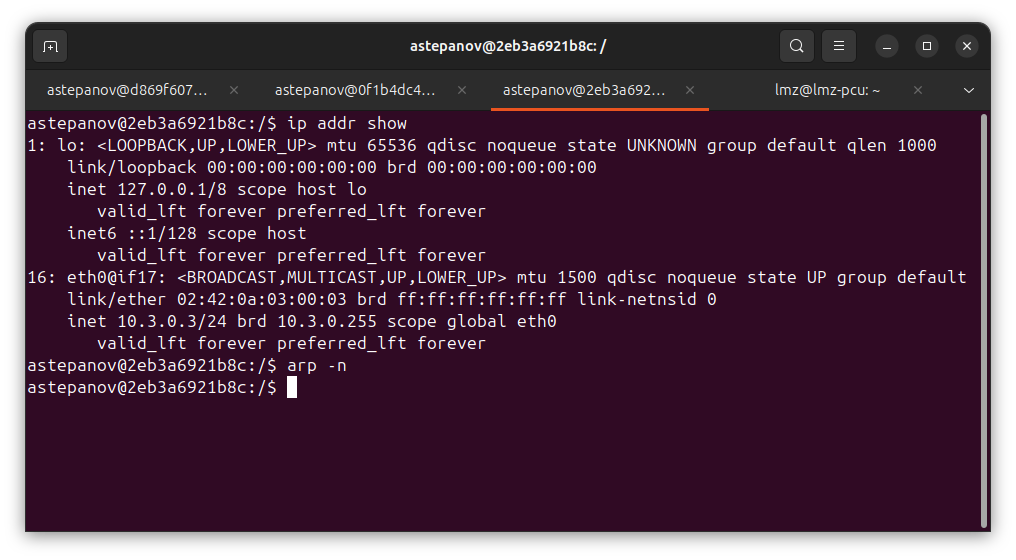 astepanov@2eb3a6921b8c: /
astepanov@d869f607…
astepanov@0f1b4dc4…
astepanov@2eb3a692…
lmz@lmz-pcu: ~
astepanov@2eb3a6921b8c:/$ ip addr show
1: lo: <LOOPBACK,UP,LOWER_UP> mtu 65536 qdisc noqueue state UNKNOWN group default qlen 1000
    link/loopback 00:00:00:00:00:00 brd 00:00:00:00:00:00
    inet 127.0.0.1/8 scope host lo
       valid_lft forever preferred_lft forever
    inet6 ::1/128 scope host
       valid_lft forever preferred_lft forever
16: eth0@if17: <BROADCAST,MULTICAST,UP,LOWER_UP> mtu 1500 qdisc noqueue state UP group default
    link/ether 02:42:0a:03:00:03 brd ff:ff:ff:ff:ff:ff link-netnsid 0
    inet 10.3.0.3/24 brd 10.3.0.255 scope global eth0
       valid_lft forever preferred_lft forever
astepanov@2eb3a6921b8c:/$ arp -n
astepanov@2eb3a6921b8c:/$